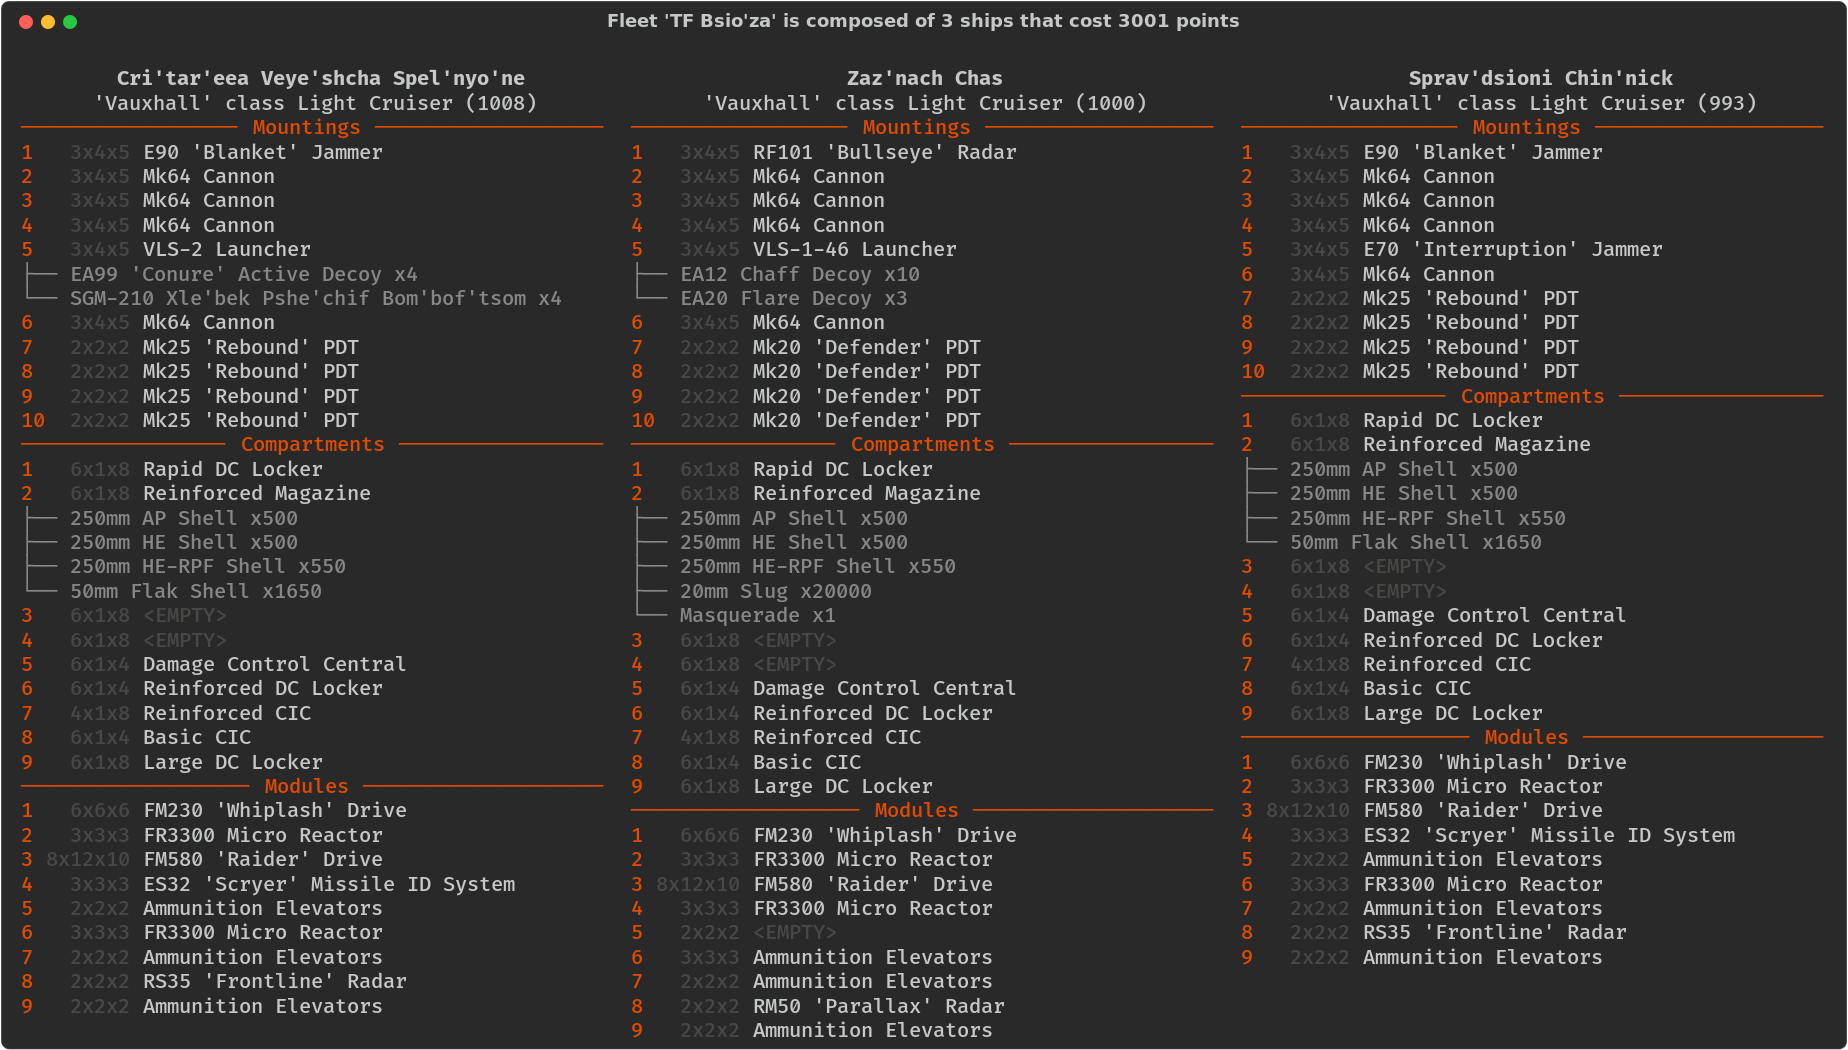 Fleet 'TF Bsio'za' is composed of 3 ships that cost 3001 points
Cri'tar'eea Veye'shcha Spel'nyo'ne
'Vauxhall' class Light Cruiser (1008)
Mountings
1 3x4x5 E90 'Blanket' Jammer
2 3x4x5 Mk64 Cannon
3 3x4x5 Mk64 Cannon
4 3x4x5 Mk64 Cannon
5 3x4x5 VLS-2 Launcher
EA99 'Conure' Active Decoy x4
SGM-210 Xle'bek Pshe'chif Bom'bof'tsom x4
6 3x4x5 Mk64 Cannon
7 2x2x2 Mk25 'Rebound' PDT
8 2x2x2 Mk25 'Rebound' PDT
9 2x2x2 Mk25 'Rebound' PDT
10 2x2x2 Mk25 'Rebound' PDT
Compartments
1 6x1x8 Rapid DC Locker
2 6x1x8 Reinforced Magazine
250mm AP Shell x500
250mm HE Shell x500
250mm HE-RPF Shell x550
50mm Flak Shell x1650
3 6x1x8 <EMPTY>
4 6x1x8 <EMPTY>
5 6x1x4 Damage Control Central
6 6x1x4 Reinforced DC Locker
7 4x1x8 Reinforced CIC
8 6x1x4 Basic CIC
9 6x1x8 Large DC Locker
Modules
1 6x6x6 FM230 'Whiplash' Drive
2 3x3x3 FR3300 Micro Reactor
3 8x12x10 FM580 'Raider' Drive
4 3x3x3 ES32 'Scryer' Missile ID System
5 2x2x2 Ammunition Elevators
6 3x3x3 FR3300 Micro Reactor
7 2x2x2 Ammunition Elevators
8 2x2x2 RS35 'Frontline' Radar
9 2x2x2 Ammunition Elevators
Zaz'nach Chas
'Vauxhall' class Light Cruiser (1000)
Mountings
1 3x4x5 RF101 'Bullseye' Radar
2 3x4x5 Mk64 Cannon
3 3x4x5 Mk64 Cannon
4 3x4x5 Mk64 Cannon
5 3x4x5 VLS-1-46 Launcher
EA12 Chaff Decoy x10
EA20 Flare Decoy x3
6 3x4x5 Mk64 Cannon
7 2x2x2 Mk20 'Defender' PDT
8 2x2x2 Mk20 'Defender' PDT
9 2x2x2 Mk20 'Defender' PDT
10 2x2x2 Mk20 'Defender' PDT
Compartments
1 6x1x8 Rapid DC Locker
2 6x1x8 Reinforced Magazine
250mm AP Shell x500
250mm HE Shell x500
250mm HE-RPF Shell x550
20mm Slug x20000
Masquerade x1
3 6x1x8 <EMPTY>
4 6x1x8 <EMPTY>
5 6x1x4 Damage Control Central
6 6x1x4 Reinforced DC Locker
7 4x1x8 Reinforced CIC
8 6x1x4 Basic CIC
9 6x1x8 Large DC Locker
Modules
1 6x6x6 FM230 'Whiplash' Drive
2 3x3x3 FR3300 Micro Reactor
3 8x12x10 FM580 'Raider' Drive
4 3x3x3 FR3300 Micro Reactor
5 2x2x2 <EMPTY>
6 3x3x3 Ammunition Elevators
7 2x2x2 Ammunition Elevators
8 2x2x2 RM50 'Parallax' Radar
9 2x2x2 Ammunition Elevators
Sprav'dsioni Chin'nick
'Vauxhall' class Light Cruiser (993)
Mountings
1 3x4x5 E90 'Blanket' Jammer
2 3x4x5 Mk64 Cannon
3 3x4x5 Mk64 Cannon
4 3x4x5 Mk64 Cannon
5 3x4x5 E70 'Interruption' Jammer
6 3x4x5 Mk64 Cannon
7 2x2x2 Mk25 'Rebound' PDT
8 2x2x2 Mk25 'Rebound' PDT
9 2x2x2 Mk25 'Rebound' PDT
10 2x2x2 Mk25 'Rebound' PDT
Compartments
1 6x1x8 Rapid DC Locker
2 6x1x8 Reinforced Magazine
250mm AP Shell x500
250mm HE Shell x500
250mm HE-RPF Shell x550
50mm Flak Shell x1650
3 6x1x8 <EMPTY>
4 6x1x8 <EMPTY>
5 6x1x4 Damage Control Central
6 6x1x4 Reinforced DC Locker
7 4x1x8 Reinforced CIC
8 6x1x4 Basic CIC
9 6x1x8 Large DC Locker
Modules
1 6x6x6 FM230 'Whiplash' Drive
2 3x3x3 FR3300 Micro Reactor
3 8x12x10 FM580 'Raider' Drive
4 3x3x3 ES32 'Scryer' Missile ID System
5 2x2x2 Ammunition Elevators
6 3x3x3 FR3300 Micro Reactor
7 2x2x2 Ammunition Elevators
8 2x2x2 RS35 'Frontline' Radar
9 2x2x2 Ammunition Elevators